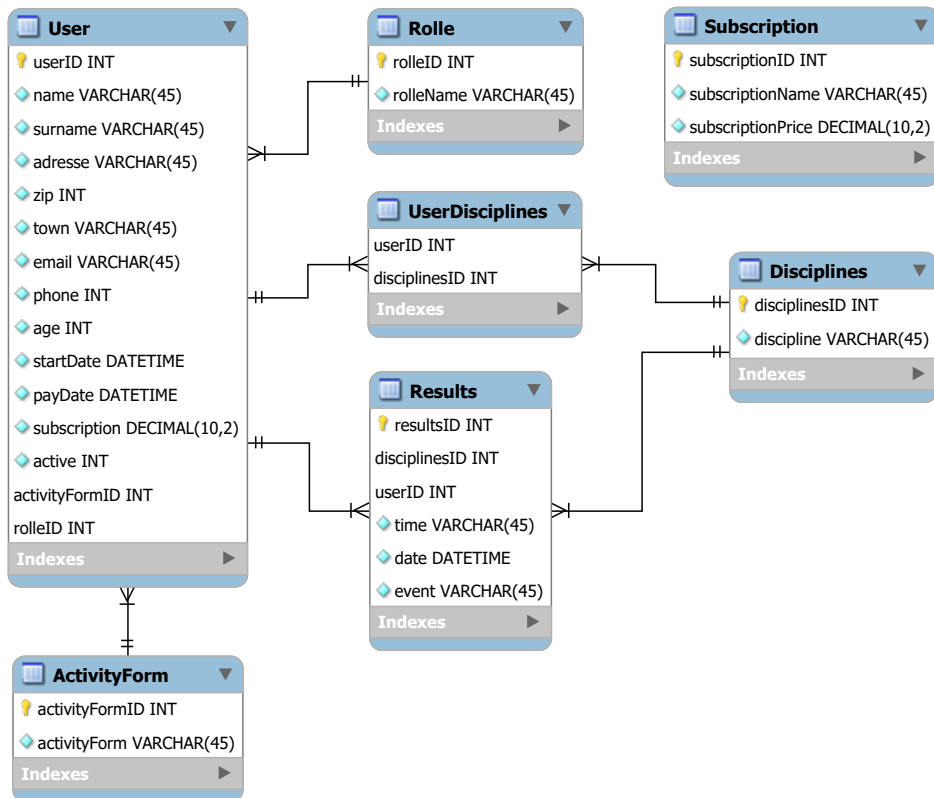 User
userID INT
name VARCHAR(45)
surname VARCHAR(45)
adresse VARCHAR(45)
zip INT
town VARCHAR(45)
email VARCHAR(45)
phone INT
age INT
startDate DATETIME
payDate DATETIME
subscription DECIMAL(10,2)
active INT
activityFormID INT
rolleID INT
Indexes
Rolle
rolleID INT
rolleName VARCHAR(45)
Indexes
Subscription
subscriptionID INT
subscriptionName VARCHAR(45)
subscriptionPrice DECIMAL(10,2)
Indexes
UserDisciplines
userID INT
disciplinesID INT
Indexes
Disciplines
disciplinesID INT
discipline VARCHAR(45)
Indexes
Results
resultsID INT
disciplinesID INT
userID INT
time VARCHAR(45)
date DATETIME
event VARCHAR(45)
Indexes
ActivityForm
activityFormID INT
activityForm VARCHAR(45)
Indexes